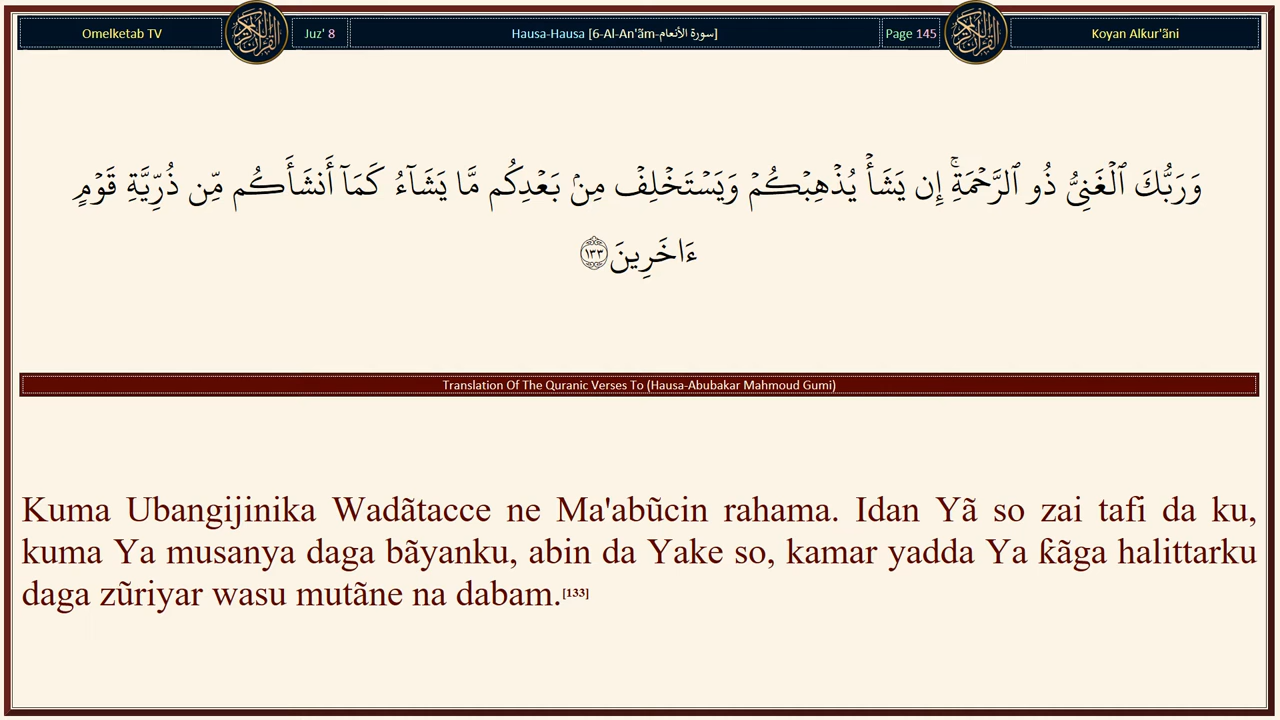 Omelketab TV
Juz' 8
Hausa-Hausa [6-Al-An'ãm-سورة الأنعام]
Page 145
Koyan Alƙur'ãni
وَرَبُّكَ ٱلْغَنِىُّ ذُو ٱلرَّحْمَةِ ۚ إِن يَشَأْ يُذْهِبْكُمْ وَيَسْتَخْلِفْ مِنۢ بَعْدِكُم مَّا يَشَآءُ كَمَآ أَنشَأَكُم مِّن ذُرِّيَّةِ قَوْمٍ
ءَاخَرِينَ ١٣٣
Translation Of The Quranic Verses To (Hausa-Abubakar Mahmoud Gumi)
Kuma Ubangijinika Wadãtacce ne Ma'abũcin rahama. Idan Yã so zai tafi da ku,
kuma Ya musanya daga bãyanku, abin da Yake so, kamar yadda Ya ƙãga halittarku
daga zũriyar wasu mutãne na dabam.[133]